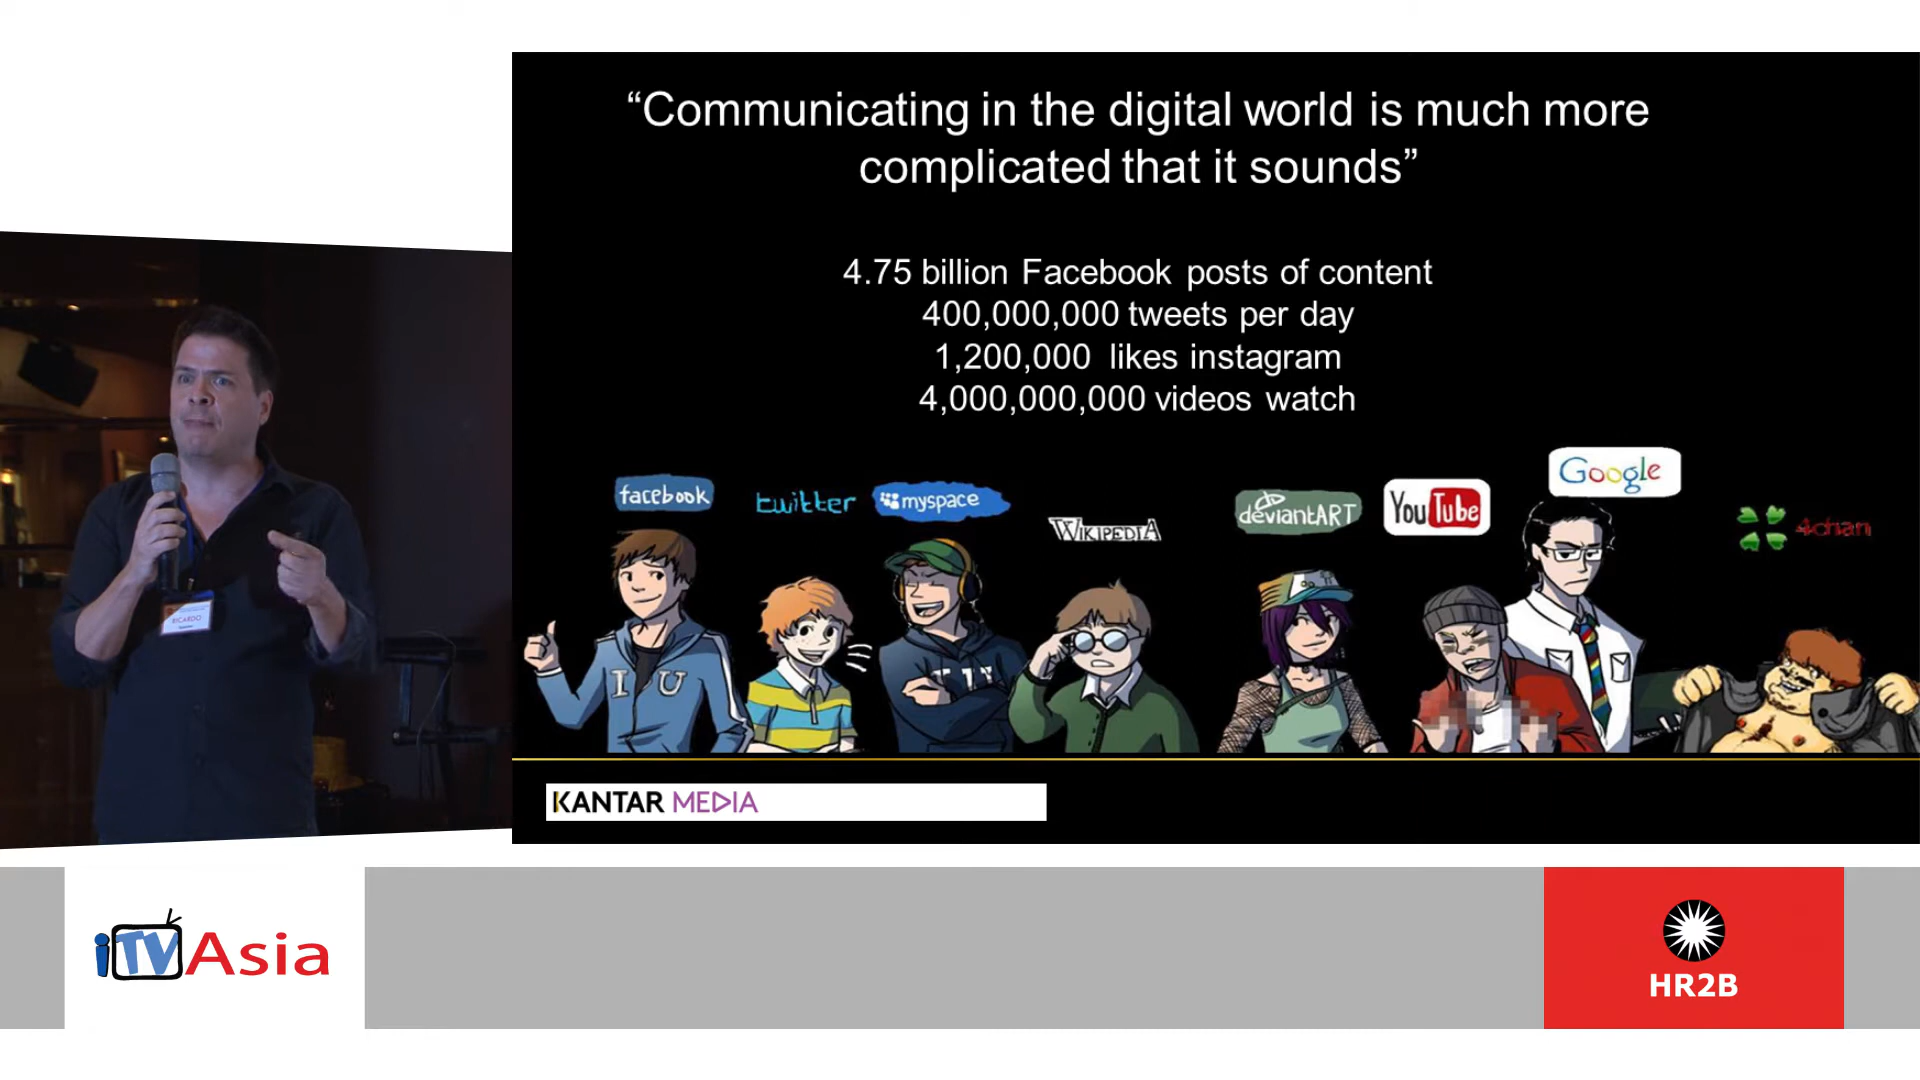 “Communicating in the digital world is much more
complicated that it sounds”
4.75 billion Facebook posts of content
400,000,000 tweets per day
1,200,000 likes instagram
4,000,000,000 videos watch
facebook
twitter
myspace
WIKIPEDIA
deviantART
YouTube
Google
4chan
I U
RICARDO
KANTAR MEDIA
iTVAsia
HR2B